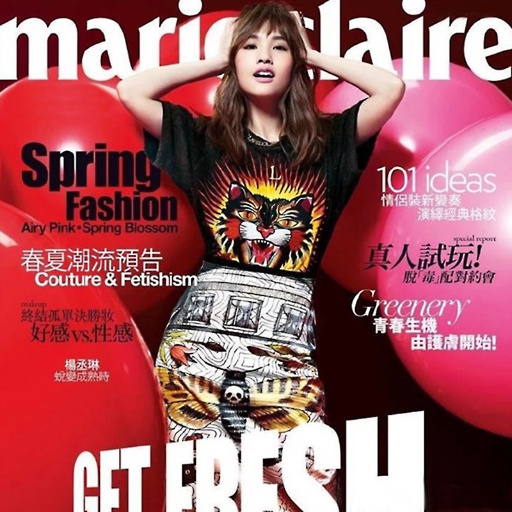 marie claire
Spring
Fashion
Airy Pink•Spring Blossom
春夏潮流預告
Couture & Fetishism
makeup
終結孤單決勝妝
好感vs.性感
楊丞琳
蛻變成熟時
L
101 ideas
情侶裝新變奏
演繹經典格紋
special report
真人試玩!
脫「毒」配對約會
Greenery
青春生機
由護膚開始!
GET FRESH